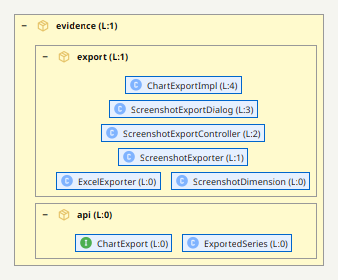 − evidence (L:1)
− export (L:1)
C ChartExportImpl (L:4)
C ScreenshotExportDialog (L:3)
C ScreenshotExportController (L:2)
C ScreenshotExporter (L:1)
C ExcelExporter (L:0) C ScreenshotDimension (L:0)
− api (L:0)
I ChartExport (L:0) C ExportedSeries (L:0)